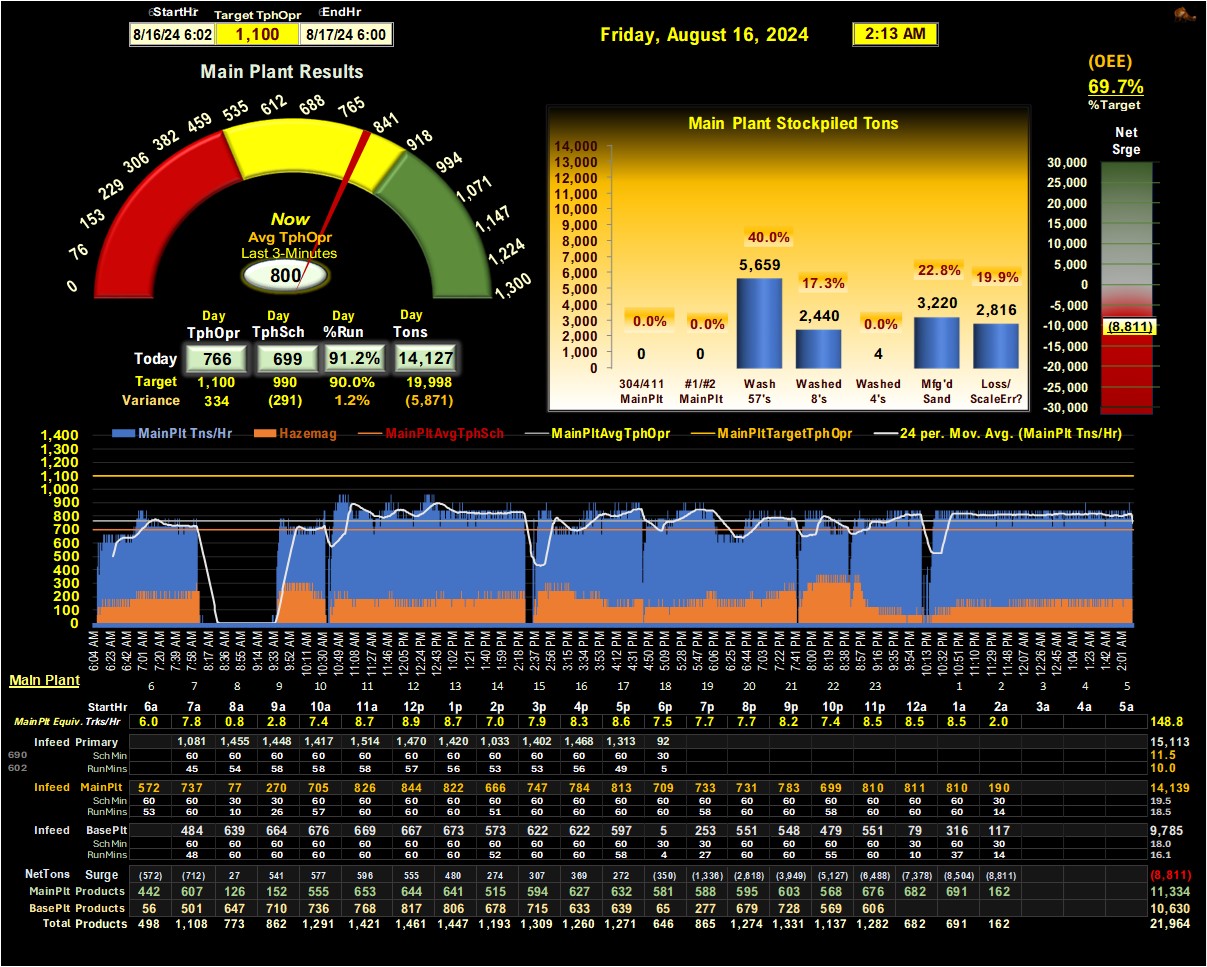 StartHr Target TphOpr EndHr
8/16/24 6:02 1,100 8/17/24 6:00
Friday, August 16, 2024 2:13 AM
(OEE)
69.7%
%Target
Main Plant Results
0 76 153 229 306 382 459 535 612 688 765 841 918 994 1,071 1,147 1,224 1,300
Now
Avg TphOpr
Last 3-Minutes
800
Day Day Day Day
TphOpr TphSch %Run Tons
Today 766 699 91.2% 14,127
Target 1,100 990 90.0% 19,998
Variance 334 (291) 1.2% (5,871)
Main Plant Stockpiled Tons
14,000
13,000
12,000
11,000
10,000
9,000
8,000
7,000
6,000
5,000
4,000
3,000
2,000
1,000
0
0.0% 0.0% 40.0% 17.3% 0.0% 22.8% 19.9%
0 0 5,659 2,440 4 3,220 2,816
304/411 #1/#2 Wash Washed Washed Mfg'd Loss/
MainPlt MainPlt 57's 8's 4's Sand ScaleErr?
Net
Srge
30,000
25,000
20,000
15,000
10,000
5,000
0
-5,000
-10,000 (8,811)
-15,000
-20,000
-25,000
-30,000
MainPlt Tns/Hr Hazemag MainPltAvgTphSch MainPltAvgTphOpr MainPltTargetTphOpr 24 per. Mov. Avg. (MainPlt Tns/Hr)
1,400
1,300
1,200
1,100
1,000
900
800
700
600
500
400
300
200
100
0
6:04 AM 6:23 AM 6:42 AM 7:01 AM 7:20 AM 7:39 AM 7:58 AM 8:17 AM 8:36 AM 8:55 AM 9:14 AM 9:33 AM 9:52 AM 10:11 AM 10:30 AM 10:49 AM 11:08 AM 11:27 AM 11:46 AM 12:05 PM 12:24 PM 12:43 PM 1:02 PM 1:21 PM 1:40 PM 1:59 PM 2:18 PM 2:37 PM 2:56 PM 3:15 PM 3:34 PM 3:53 PM 4:12 PM 4:31 PM 4:50 PM 5:09 PM 5:28 PM 5:47 PM 6:06 PM 6:25 PM 6:44 PM 7:03 PM 7:22 PM 7:41 PM 8:00 PM 8:19 PM 8:38 PM 8:57 PM 9:16 PM 9:35 PM 9:54 PM 10:13 PM 10:32 PM 10:51 PM 11:10 PM 11:29 PM 11:48 PM 12:07 AM 12:26 AM 12:45 AM 1:04 AM 1:23 AM 1:42 AM 2:01 AM
Main Plant 6 7 8 9 10 11 12 13 14 15 16 17 18 19 20 21 22 23 1 2 3 4 5
StartHr 6a 7a 8a 9a 10a 11a 12p 1p 2p 3p 4p 5p 6p 7p 8p 9p 10p 11p 12a 1a 2a 3a 4a 5a
MainPlt Equiv. Trks/Hr 6.0 7.8 0.8 2.8 7.4 8.7 8.9 8.7 7.0 7.9 8.3 8.6 7.5 7.7 7.7 8.2 7.4 8.5 8.5 8.5 2.0 148.8
Infeed Primary 1,081 1,455 1,448 1,417 1,514 1,470 1,420 1,033 1,402 1,468 1,313 92 15,113
690 SchMin 60 60 60 60 60 60 60 60 60 60 60 30 11.5
602 RunMins 45 54 58 58 58 57 56 53 53 56 49 5 10.0
Infeed MainPlt 572 737 77 270 705 826 844 822 666 747 784 813 709 733 731 783 699 810 811 810 190 14,139
SchMin 60 60 30 30 60 60 60 60 60 60 60 60 60 60 60 60 60 60 60 60 30 19.5
RunMins 53 60 10 26 57 60 60 60 51 60 60 60 60 58 60 60 58 60 60 60 14 18.5
Infeed BasePlt 484 639 664 676 669 667 673 573 622 622 597 5 253 551 548 479 551 79 316 117 9,785
SchMin 60 60 60 60 60 60 60 60 60 60 60 30 30 60 60 60 60 30 60 30 18.0
RunMins 48 60 60 60 60 60 60 52 60 60 58 4 27 60 60 55 60 10 37 14 16.1
NetTons Surge (572) (712) 27 541 577 596 555 480 274 307 369 272 (350) (1,336) (2,618) (3,949) (5,127) (6,488) (7,378) (8,504) (8,811) (8,811)
MainPlt Products 442 607 126 152 555 653 644 641 515 594 627 632 581 588 595 603 568 676 682 691 162 11,334
BasePlt Products 56 501 647 710 736 768 817 806 678 715 633 639 65 277 679 728 569 606 10,630
Total Products 498 1,108 773 862 1,291 1,421 1,461 1,447 1,193 1,309 1,260 1,271 646 865 1,274 1,331 1,137 1,282 682 691 162 21,964